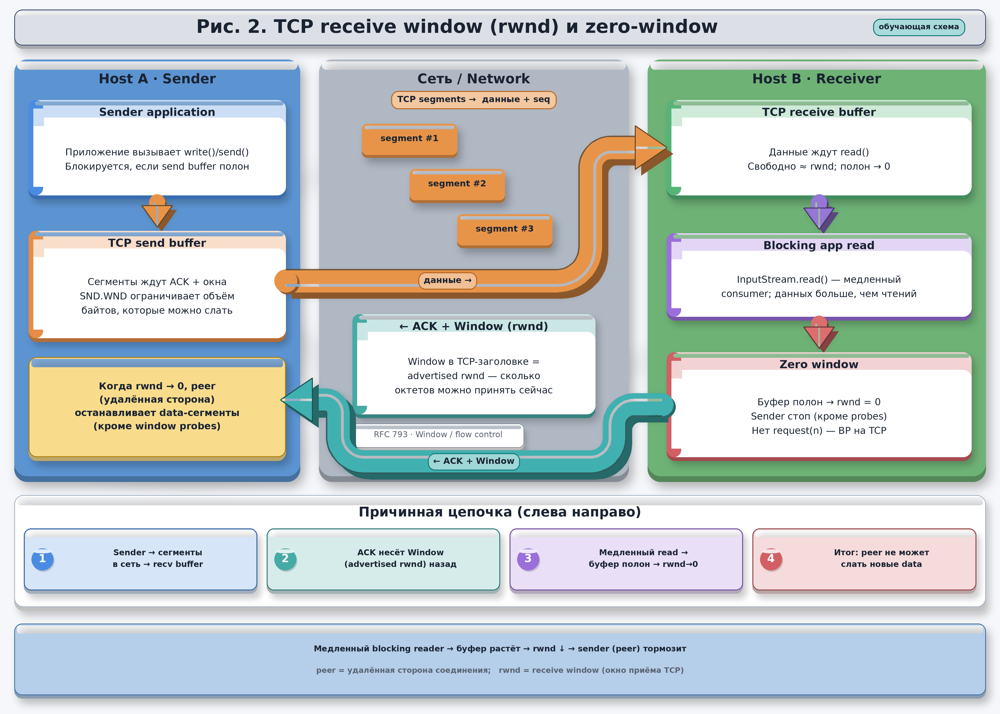 Рис. 2. TCP receive window (rwnd) и zero-window
обучающая схема
Host A · Sender
Sender application
Приложение вызывает write()/send()
Блокируется, если send buffer полон
TCP send buffer
Сегменты ждут ACK + окна
SND.WND ограничивает объём
байтов, которые можно слать
Когда rwnd → 0, peer
(удалённая сторона)
останавливает data-сегменты
(кроме window probes)
Сеть / Network
TCP segments → данные + seq
segment #1
segment #2
segment #3
данные →
← ACK + Window (rwnd)
Window в TCP-заголовке =
advertised rwnd — сколько
октетов можно принять сейчас
RFC 793 · Window / flow control
← ACK + Window
Host B · Receiver
TCP receive buffer
Данные ждут read()
Свободно ≈ rwnd; полон → 0
Blocking app read
InputStream.read() — медленный
consumer; данных больше, чем чтений
Zero window
Буфер полон → rwnd = 0
Sender стоп (кроме probes)
Нет request(n) — BP на TCP
Причинная цепочка (слева направо)
1
Sender → сегменты
в сеть → recv buffer
2
ACK несёт Window
(advertised rwnd) назад
3
Медленный read →
буфер полон → rwnd→0
4
Итог: peer не может
слать новые data
Медленный blocking reader → буфер растёт → rwnd ↓ → sender (peer) тормозит
peer = удалённая сторона соединения; rwnd = receive window (окно приёма TCP)